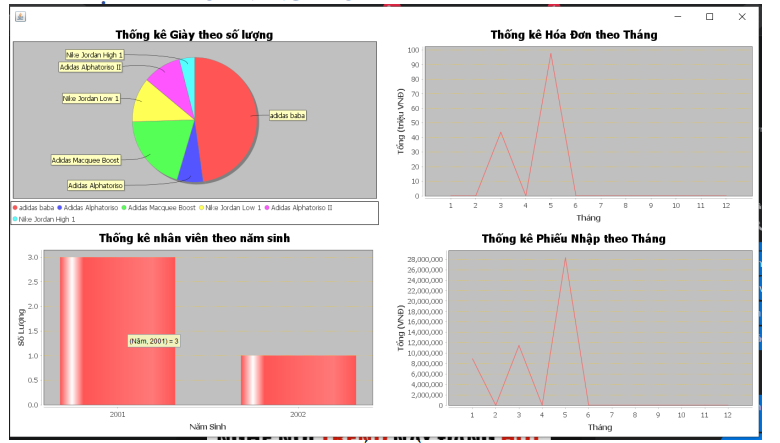 Thống kê Giày theo số lượng
Nike Jordan High 1
Adidas Alphatoriso II
Nike Jordan Low 1
adidas baba
Adidas Macquee Boost
Adidas Alphatoriso
adidas baba Adidas Alphatoriso Adidas Macquee Boost Nike Jordan Low 1 Adidas Alphatoriso II
Nike Jordan High 1
Thống kê Hóa Đơn theo Tháng
Tổng (triệu VNĐ)
100
90
80
70
60
50
40
30
20
10
0
1 2 3 4 5 6 7 8 9 10 11 12
Tháng
Thống kê nhân viên theo năm sinh
Số Lượng
3.0
2.5
2.0
1.5
1.0
0.5
0.0
(Năm, 2001) = 3
2001 2002
Năm Sinh
Thống kê Phiếu Nhập theo Tháng
Tổng (VNĐ)
28,000,000
26,000,000
24,000,000
22,000,000
20,000,000
18,000,000
16,000,000
14,000,000
12,000,000
10,000,000
8,000,000
6,000,000
4,000,000
2,000,000
0
1 2 3 4 5 6 7 8 9 10 11 12
Tháng